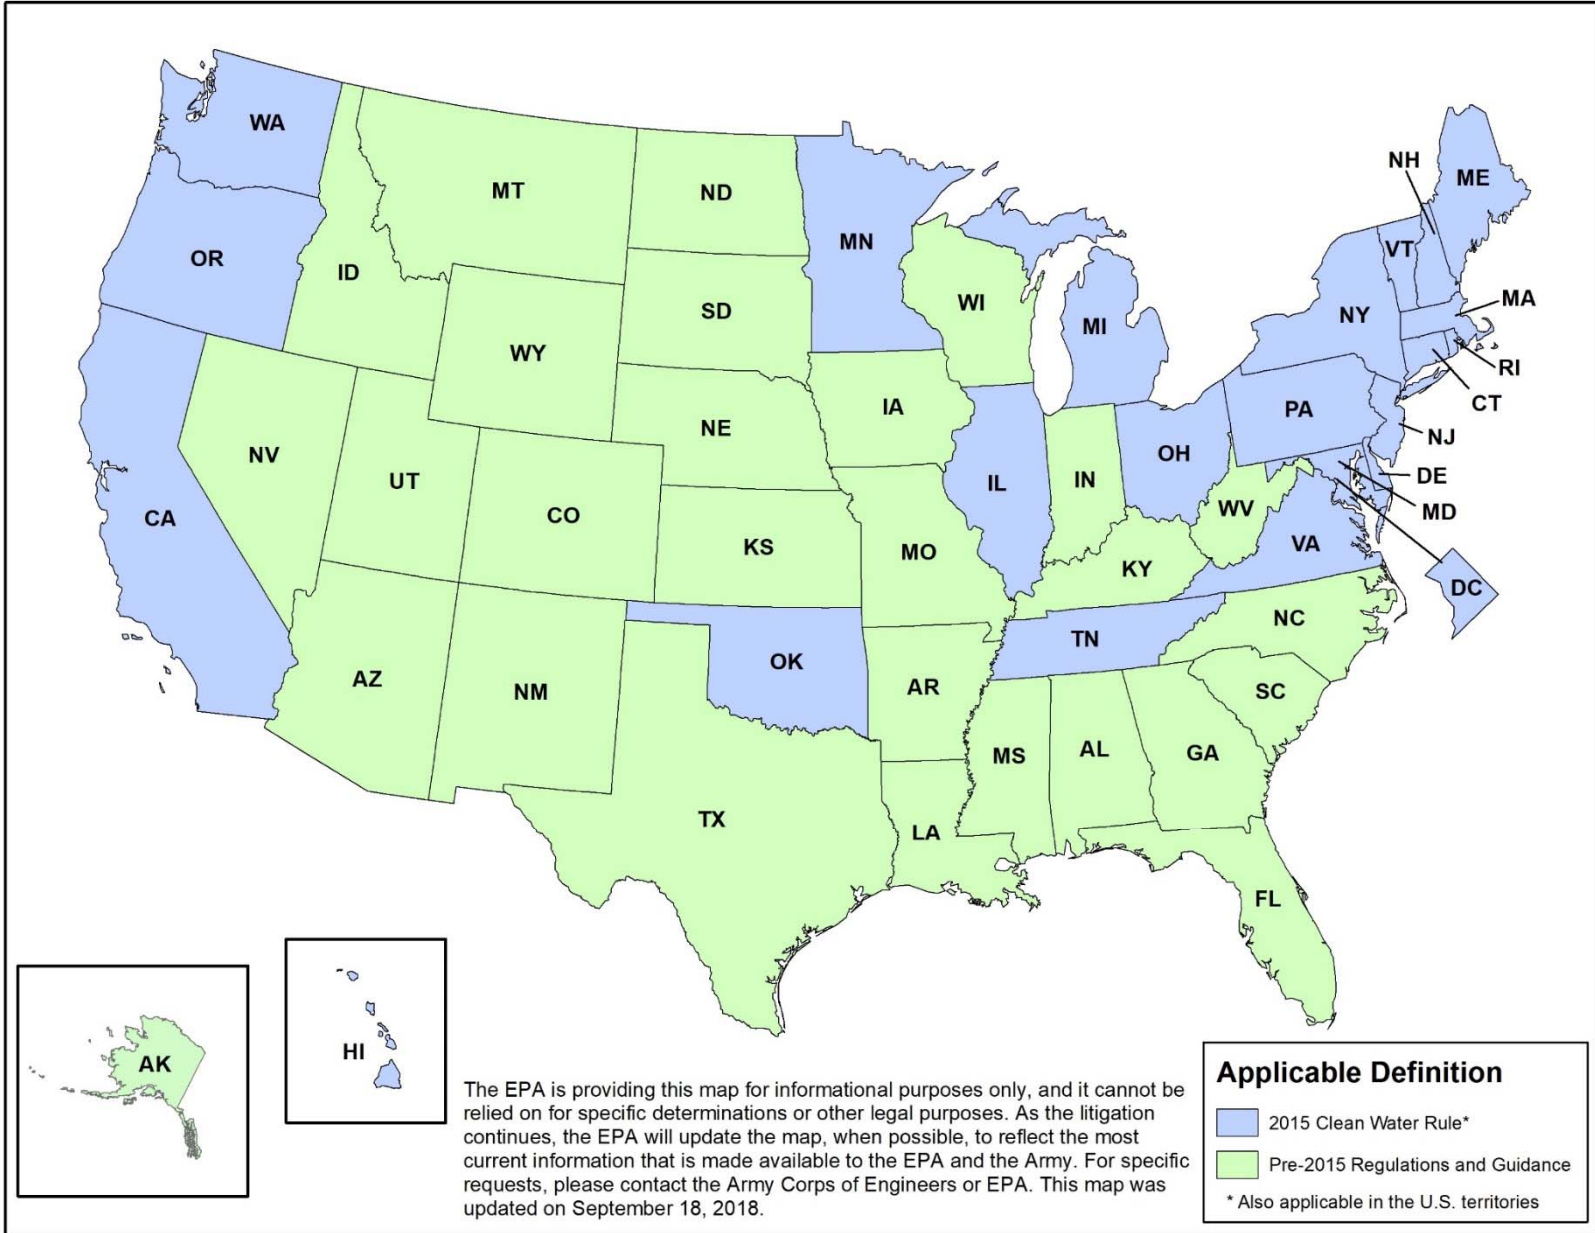 WA
OR
CA
NV
ID
MT
WY
UT
CO
AZ
NM
ND
SD
NE
KS
OK
TX
MN
IA
MO
AR
LA
WI
IL
MI
IN
OH
KY
TN
MS
AL
GA
FL
SC
NC
VA
WV
PA
NY
VT
NH
ME
MA
RI
CT
NJ
DE
MD
DC
AK
HI
The EPA is providing this map for informational purposes only, and it cannot be
relied on for specific determinations or other legal purposes. As the litigation
continues, the EPA will update the map, when possible, to reflect the most
current information that is made available to the EPA and the Army. For specific
requests, please contact the Army Corps of Engineers or EPA. This map was
updated on September 18, 2018.
Applicable Definition
2015 Clean Water Rule*
Pre-2015 Regulations and Guidance
* Also applicable in the U.S. territories